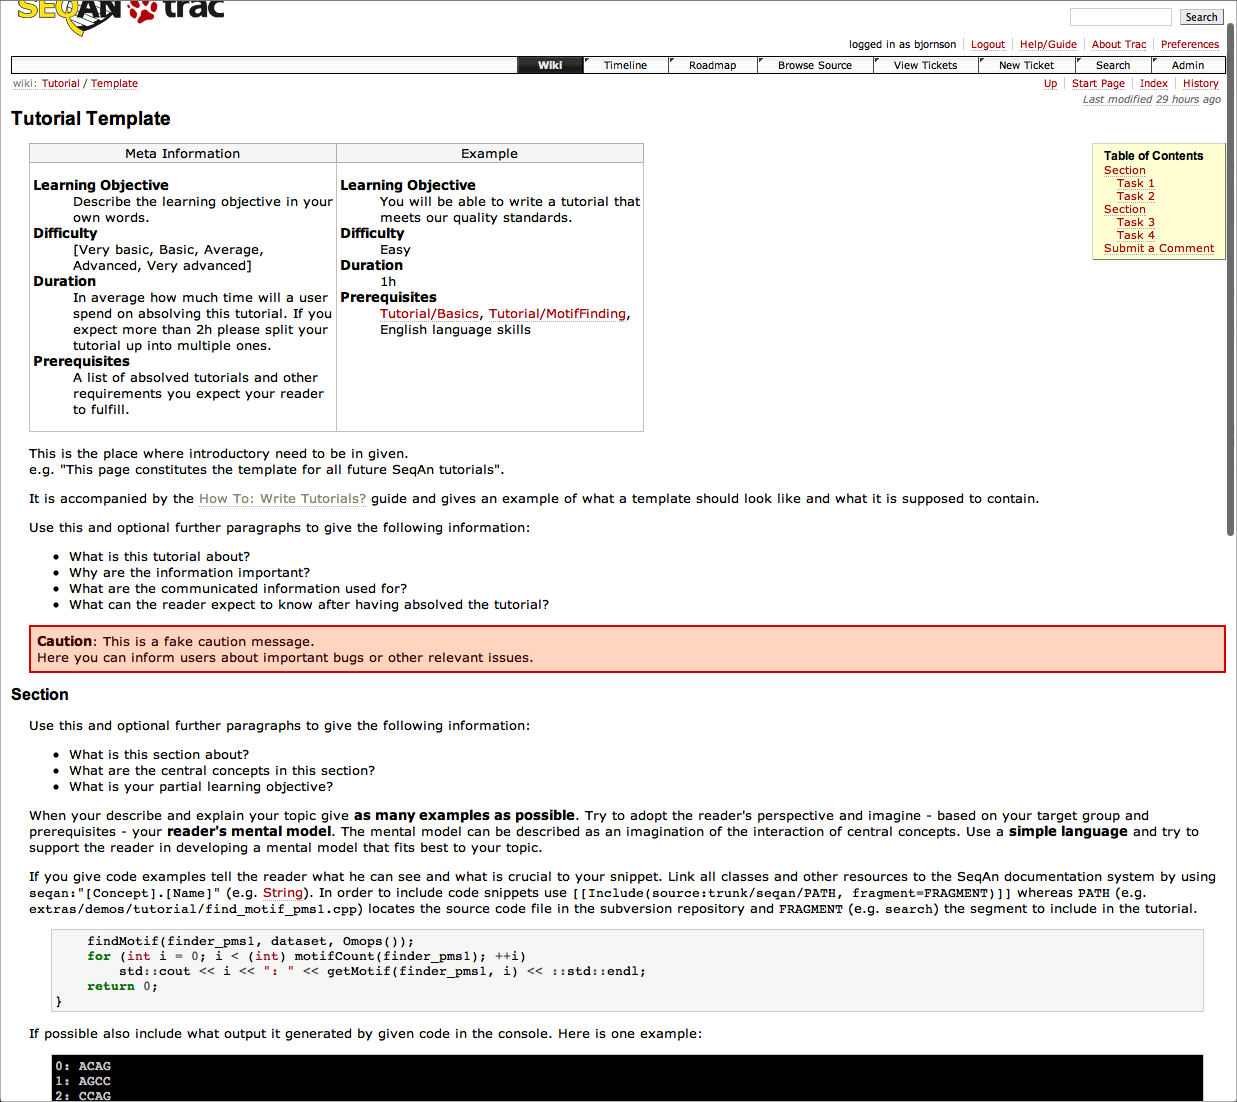 SEQAN trac
Search
logged in as bjornson Logout Help/Guide About Trac Preferences
Wiki Timeline Roadmap Browse Source View Tickets New Ticket Search Admin
wiki: Tutorial / Template
Up Start Page Index History
Last modified 29 hours ago
Tutorial Template
Meta Information
Learning Objective
Describe the learning objective in your
own words.
Difficulty
[Very basic, Basic, Average,
Advanced, Very advanced]
Duration
In average how much time will a user
spend on absolving this tutorial. If you
expect more than 2h please split your
tutorial up into multiple ones.
Prerequisites
A list of absolved tutorials and other
requirements you expect your reader
to fulfill.
Example
Learning Objective
You will be able to write a tutorial that
meets our quality standards.
Difficulty
Easy
Duration
1h
Prerequisites
Tutorial/Basics, Tutorial/MotifFinding,
English language skills
Table of Contents
Section
Task 1
Task 2
Section
Task 3
Task 4
Submit a Comment
This is the place where introductory need to be in given.
e.g. "This page constitutes the template for all future SeqAn tutorials".
It is accompanied by the How To: Write Tutorials? guide and gives an example of what a template should look like and what it is supposed to contain.
Use this and optional further paragraphs to give the following information:
• What is this tutorial about?
• Why are the information important?
• What are the communicated information used for?
• What can the reader expect to know after having absolved the tutorial?
Caution: This is a fake caution message.
Here you can inform users about important bugs or other relevant issues.
Section
Use this and optional further paragraphs to give the following information:
• What is this section about?
• What are the central concepts in this section?
• What is your partial learning objective?
When your describe and explain your topic give as many examples as possible. Try to adopt the reader's perspective and imagine - based on your target group and
prerequisites - your reader's mental model. The mental model can be described as an imagination of the interaction of central concepts. Use a simple language and try to
support the reader in developing a mental model that fits best to your topic.
If you give code examples tell the reader what he can see and what is crucial to your snippet. Link all classes and other resources to the SeqAn documentation system by using
seqan:"[Concept].[Name]" (e.g. String). In order to include code snippets use [[Include(source:trunk/seqan/PATH, fragment=FRAGMENT)]] whereas PATH (e.g.
extras/demos/tutorial/find_motif_pms1.cpp) locates the source code file in the subversion repository and FRAGMENT (e.g. search) the segment to include in the tutorial.
findMotif(finder_pms1, dataset, Omops());
for (int i = 0; i < (int) motifCount(finder_pms1); ++i)
std::cout << i << ": " << getMotif(finder_pms1, i) << ::std::endl;
return 0;
}
If possible also include what output it generated by given code in the console. Here is one example:
0: ACAG
1: AGCC
2: CCAG